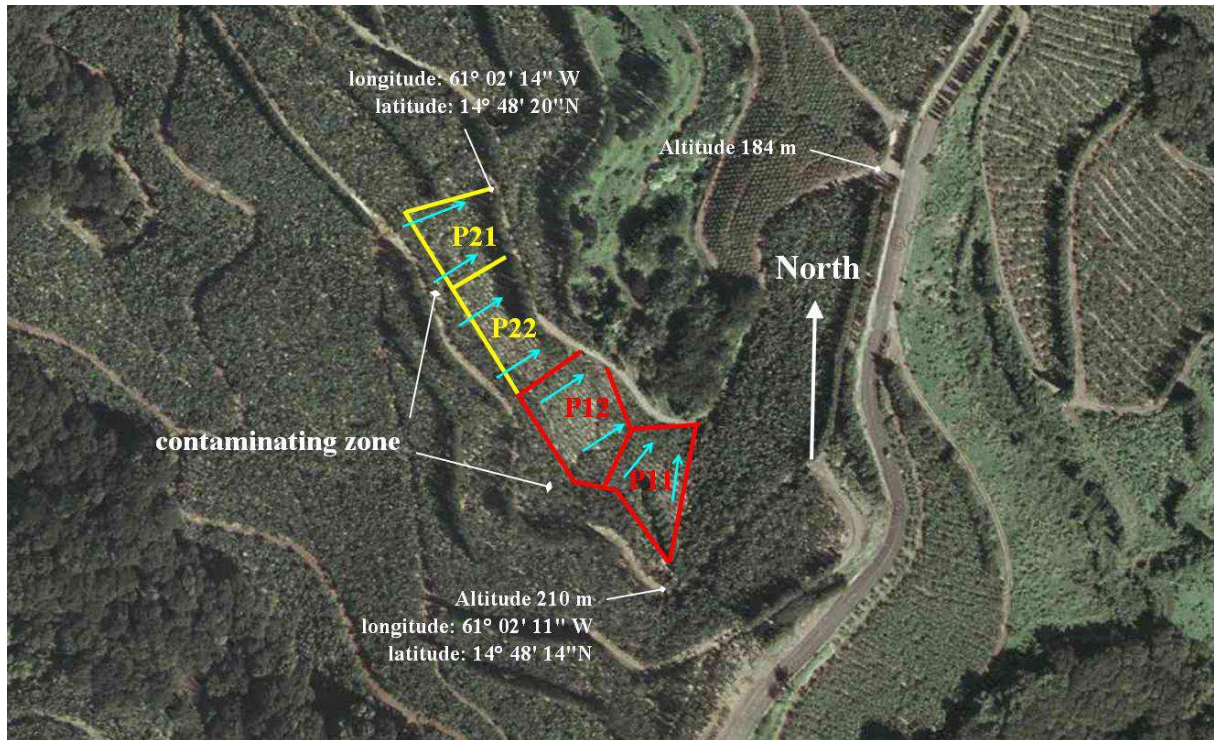 longitude: 61° 02' 14" W
latitude: 14° 48' 20"N
Altitude 184 m
P21
North
P22
P12
contaminating zone
P11
Altitude 210 m
longitude: 61° 02' 11" W
latitude: 14° 48' 14"N